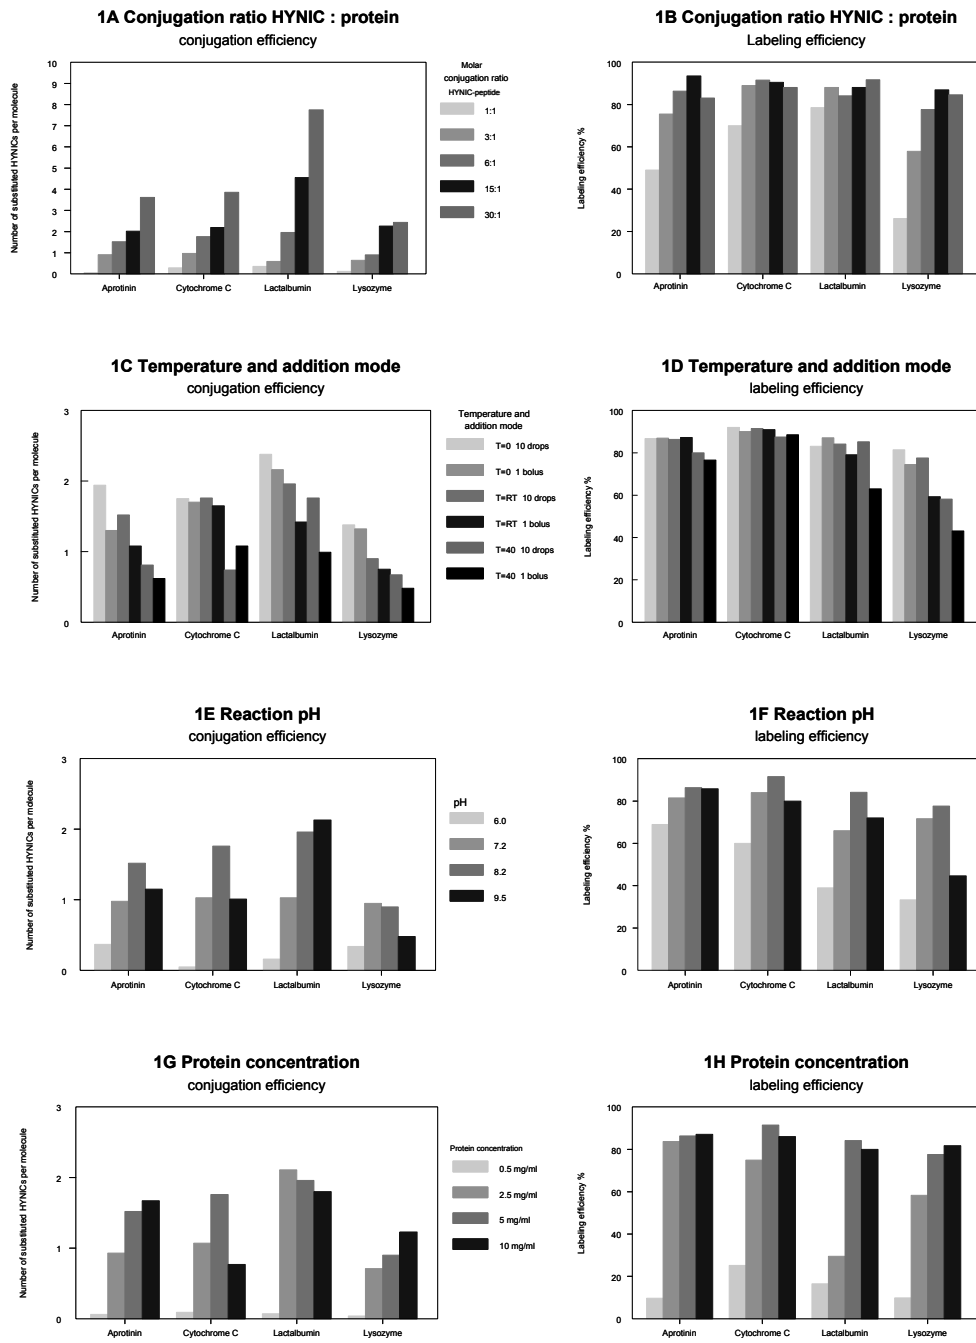 1A Conjugation ratio HYNIC : protein
conjugation efficiency
Number of substituted HYNICs per molecule
10
9
8
7
6
5
4
3
2
1
0
Aprotinin Cytochrome C Lactalbumin Lysozyme
Molar
conjugation ratio
HYNIC-peptide
1:1
3:1
6:1
15:1
30:1
1B Conjugation ratio HYNIC : protein
Labeling efficiency
Labeling efficiency %
100
80
60
40
20
0
Aprotinin Cytochrome C Lactalbumin Lysozyme
1C Temperature and addition mode
conjugation efficiency
Number of substituted HYNICs per molecule
3
2
1
0
Aprotinin Cytochrome C Lactalbumin Lysozyme
Temperature and
addition mode
T=0 10 drops
T=0 1 bolus
T=RT 10 drops
T=RT 1 bolus
T=40 10 drops
T=40 1 bolus
1D Temperature and addition mode
labeling efficiency
Labeling efficiency %
100
80
60
40
20
0
Aprotinin Cytochrome C Lactalbumin Lysozyme
1E Reaction pH
conjugation efficiency
Number of substituted HYNICs per molecule
3
2
1
0
Aprotinin Cytochrome C Lactalbumin Lysozyme
pH
6.0
7.2
8.2
9.5
1F Reaction pH
labeling efficiency
Labeling efficiency %
100
80
60
40
20
0
Aprotinin Cytochrome C Lactalbumin Lysozyme
1G Protein concentration
conjugation efficiency
Number of substituted HYNICs per molecule
3
2
1
0
Aprotinin Cytochrome C Lactalbumin Lysozyme
Protein concentration
0.5 mg/ml
2.5 mg/ml
5 mg/ml
10 mg/ml
1H Protein concentration
labeling efficiency
Labeling efficiency %
100
80
60
40
20
0
Aprotinin Cytochrome C Lactalbumin Lysozyme